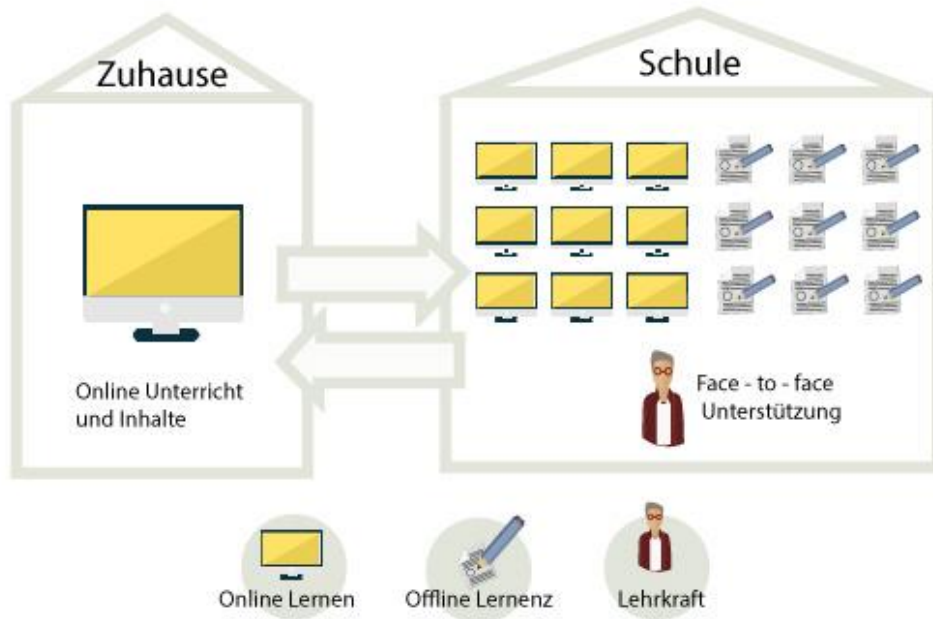 Zuhause
Schule
Online Unterricht
und Inhalte
Face - to - face
Unterstützung
Online Lernen
Offline Lernenz
Lehrkraft